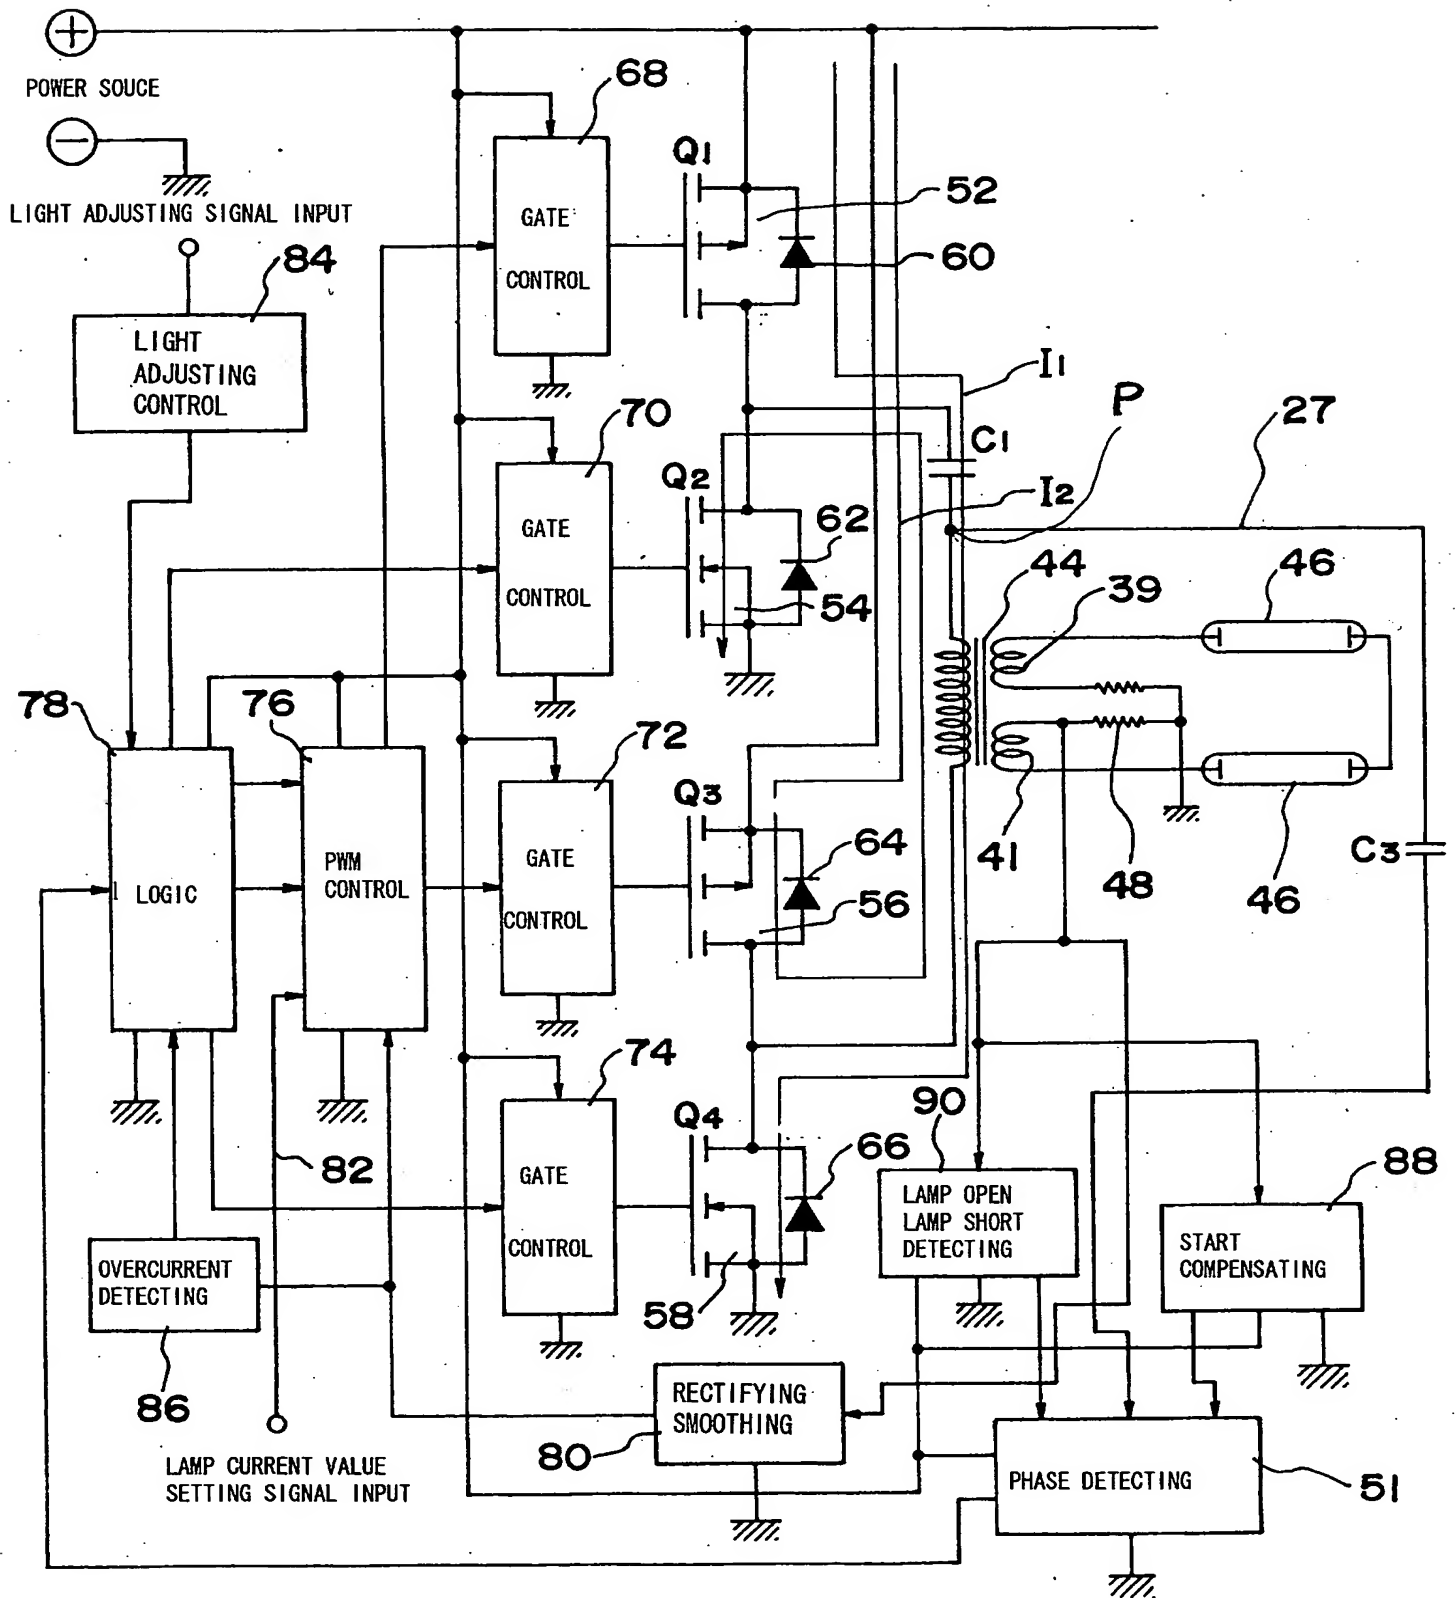 POWER SOUCE
LIGHT ADJUSTING SIGNAL INPUT
84
LIGHT
ADJUSTING
CONTROL
68
GATE
CONTROL
Q1
52
60
I1
P
27
70
GATE
CONTROL
Q2
C1
I2
62
54
44
39
46
78
76
72
LOGIC
PWM
CONTROL
GATE
CONTROL
Q3
64
56
41
48
46
C3
82
74
GATE
CONTROL
Q4
66
58
90
LAMP OPEN
LAMP SHORT
DETECTING
88
START
COMPENSATING
OVERCURRENT
DETECTING
86
RECTIFYING
SMOOTHING
80
LAMP CURRENT VALUE
SETTING SIGNAL INPUT
PHASE DETECTING
51